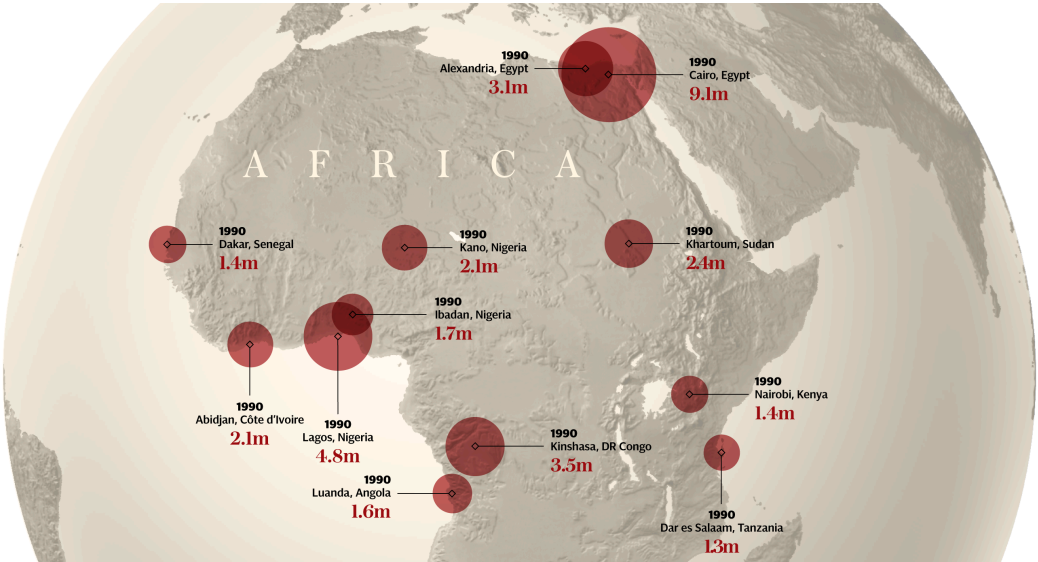 1990
Alexandria, Egypt
3.1m
1990
Cairo, Egypt
9.1m
AFRICA
1990
Dakar, Senegal
1.4m
1990
Kano, Nigeria
2.1m
1990
Khartoum, Sudan
2.4m
1990
Ibadan, Nigeria
1.7m
1990
Abidjan, Côte d'Ivoire
2.1m
1990
Lagos, Nigeria
4.8m
1990
Nairobi, Kenya
1.4m
1990
Kinshasa, DR Congo
3.5m
1990
Luanda, Angola
1.6m
1990
Dar es Salaam, Tanzania
1.3m